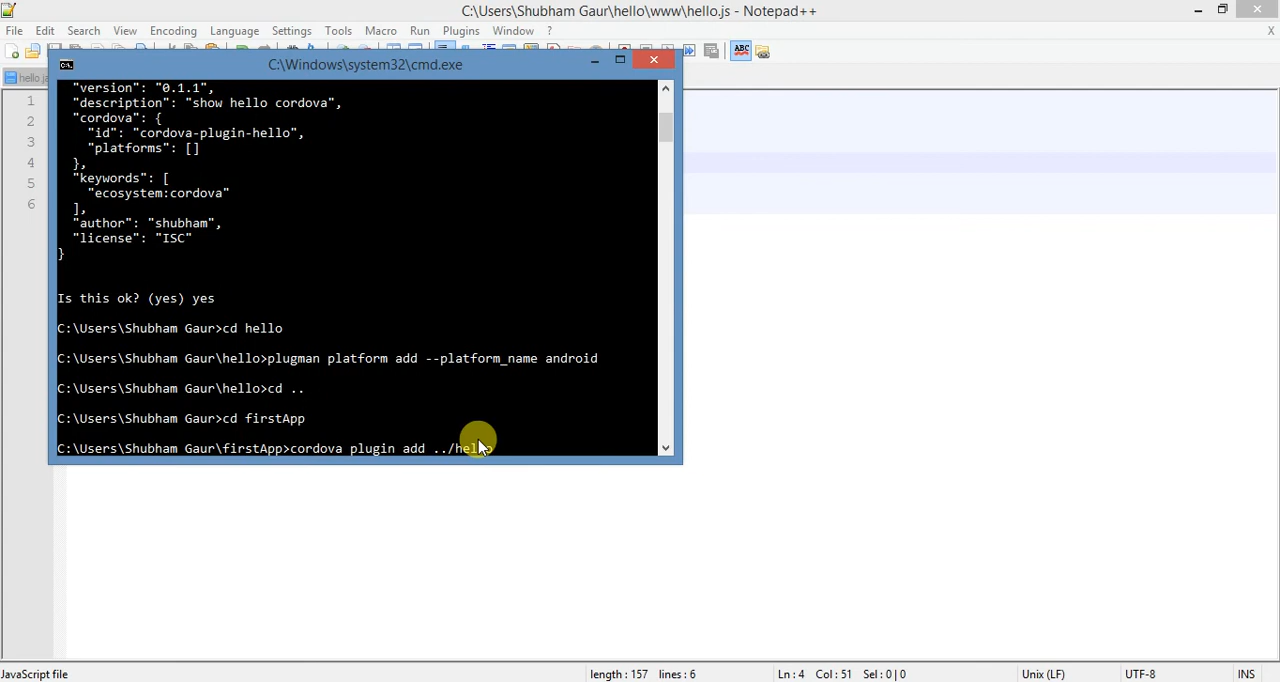 C:\Users\Shubham Gaur\hello\www\hello.js - Notepad++
File Edit Search View Encoding Language Settings Tools Macro Run Plugins Window ? X
ABC
C:\Windows\system32\cmd.exe
hello.js
1
2
3
4
5
6
"version": "0.1.1",
"description": "show hello cordova",
"cordova": {
"id": "cordova-plugin-hello",
"platforms": []
},
"keywords": [
"ecosystem:cordova"
],
"author": "shubham",
"license": "ISC"
}
Is this ok? (yes) yes
C:\Users\Shubham Gaur>cd hello
C:\Users\Shubham Gaur\hello>plugman platform add --platform_name android
C:\Users\Shubham Gaur\hello>cd ..
C:\Users\Shubham Gaur>cd firstApp
C:\Users\Shubham Gaur\firstApp>cordova plugin add ../hello
JavaScript file length : 157 lines : 6 Ln : 4 Col : 51 Sel : 0 | 0 Unix (LF) UTF-8 INS